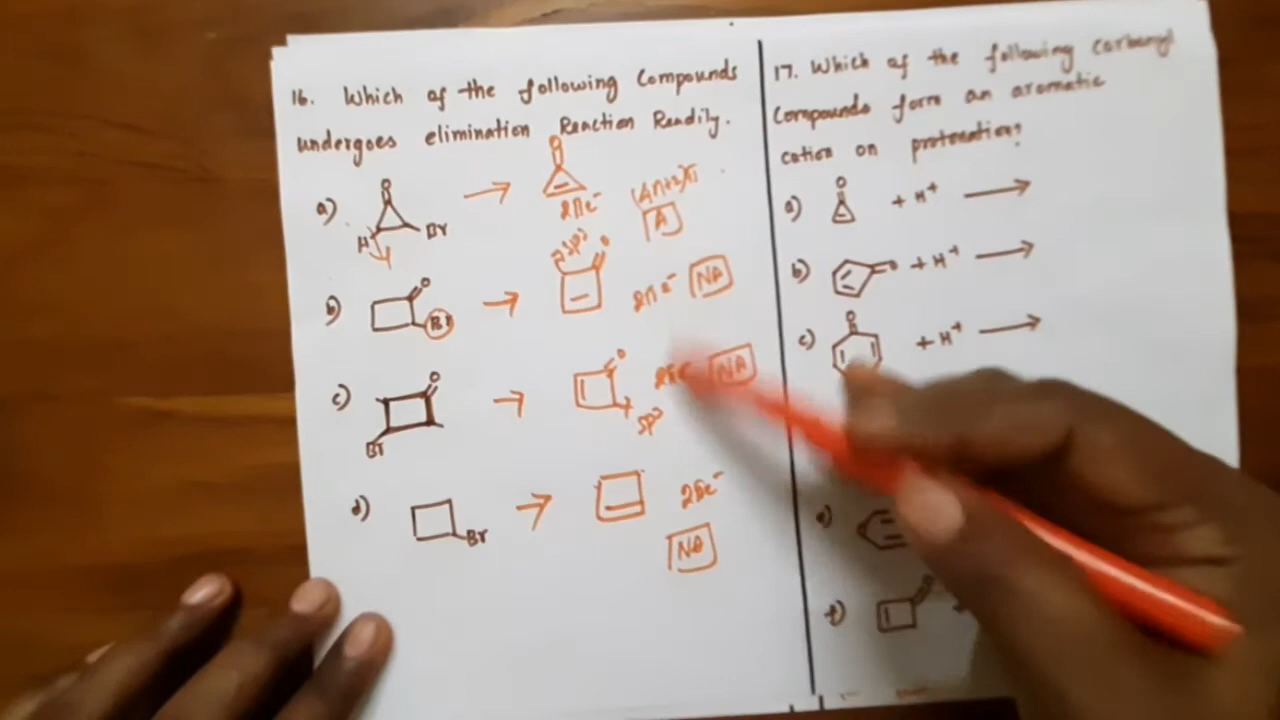 16. Which of the following Compounds
undergoes elimination Reaction Readily.
a) O H Br → O 2πe⁻ (4n+2)π A
b) O Br → sp³ O 2πe⁻ NA
c) O Br → O sp³ 2πe⁻ NA
d) Br → 2πe⁻ NA
17. Which of the following carbonyl
Compounds form an aromatic
cation on protonation?
a) O + H⁺ →
b) O + H⁺ →
c) O + H⁺ →
e)
f)